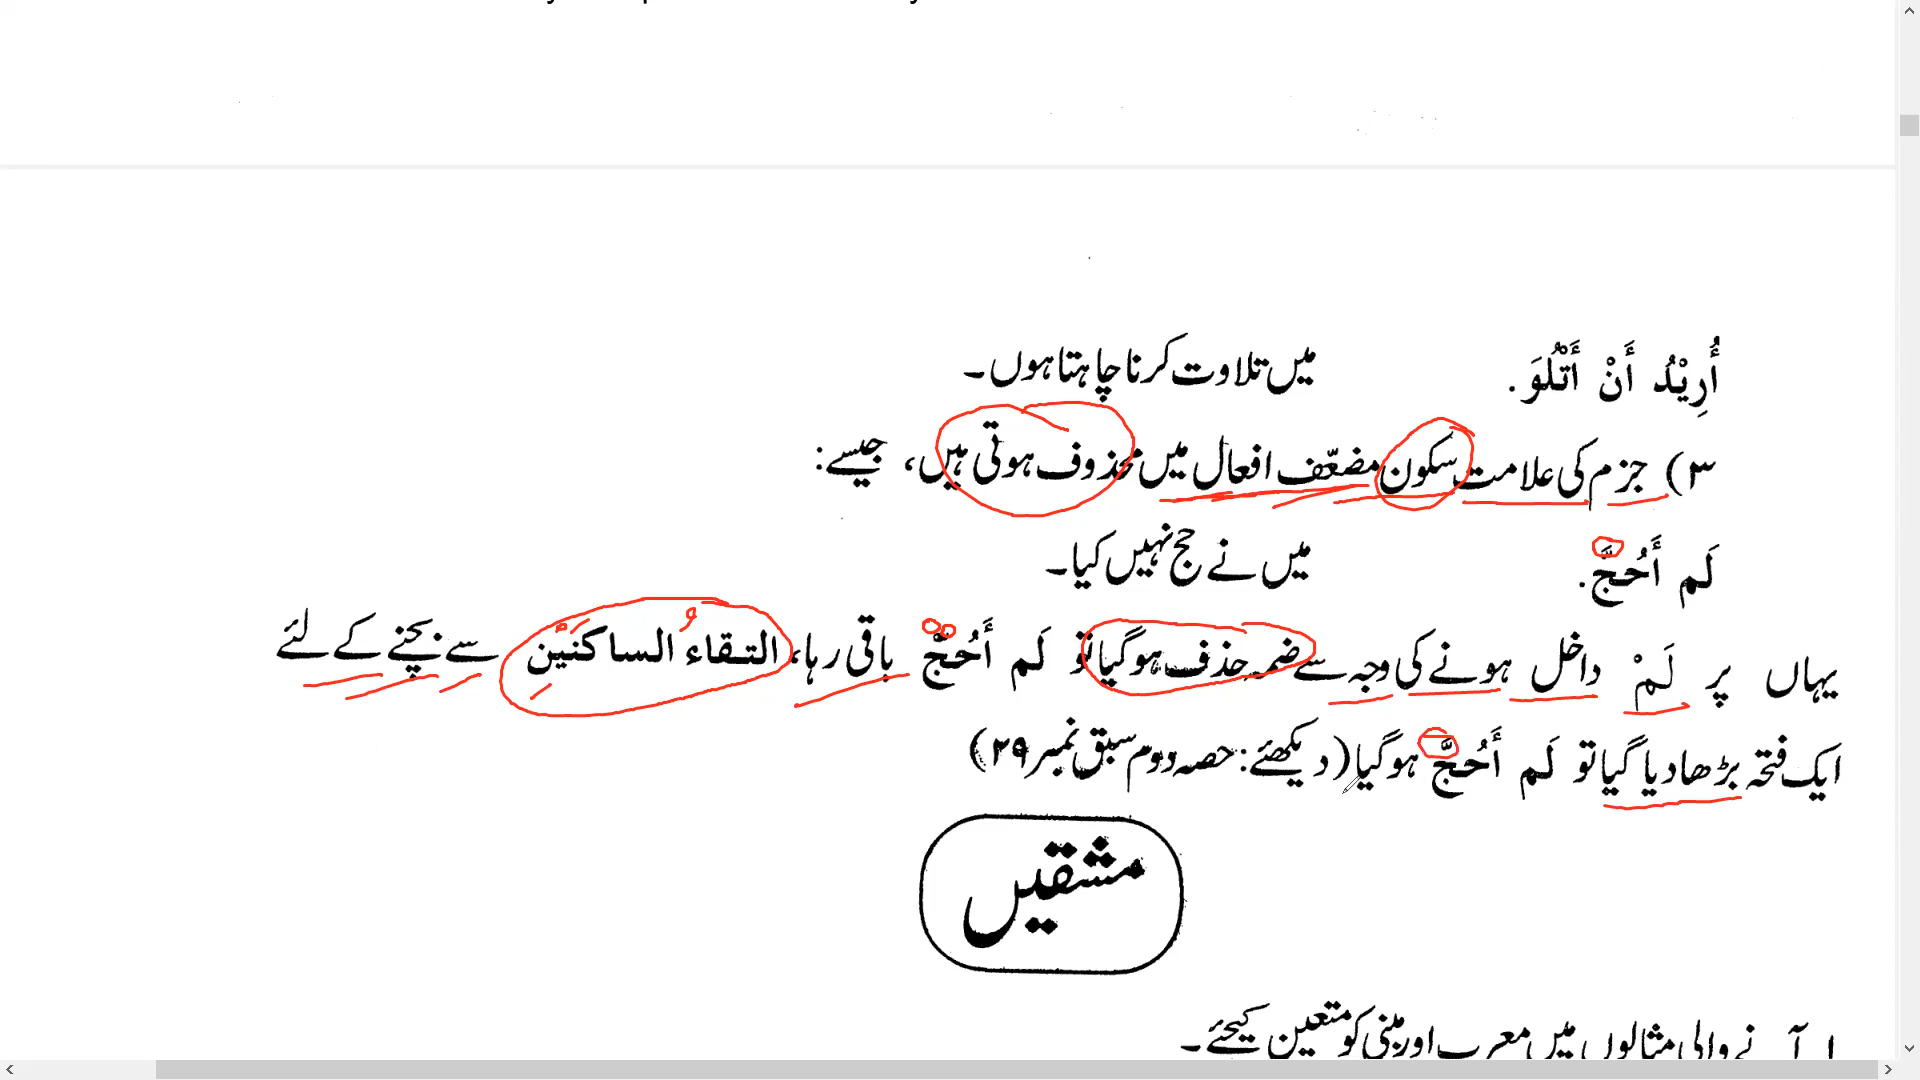 أُرِيْدُ أَنْ أَتْلُوَ. میں تلاوت کرنا چاہتا ہوں۔
۳) جزم کی علامت سکون مضعّف افعال میں محذوف ہوتی ہیں، جیسے:
لَم أَحُجَّ. میں نے حج نہیں کیا۔
یہاں پر لَمْ داخل ہونے کی وجہ سے ضمہ حذف ہوگیا تو لَم أَحُجّْ باقی رہا، التقاءُ الساکنَیْن سے بچنے کے لئے
ایک فتحہ بڑھا دیا گیا تو لَم أَحُجَّ ہوگیا (دیکھئے: حصہ دوم سبق نمبر ۲۹)
مشقیں
۱ آنے والی مثالوں میں معرب اور مبنی کو متعین کیجئے۔